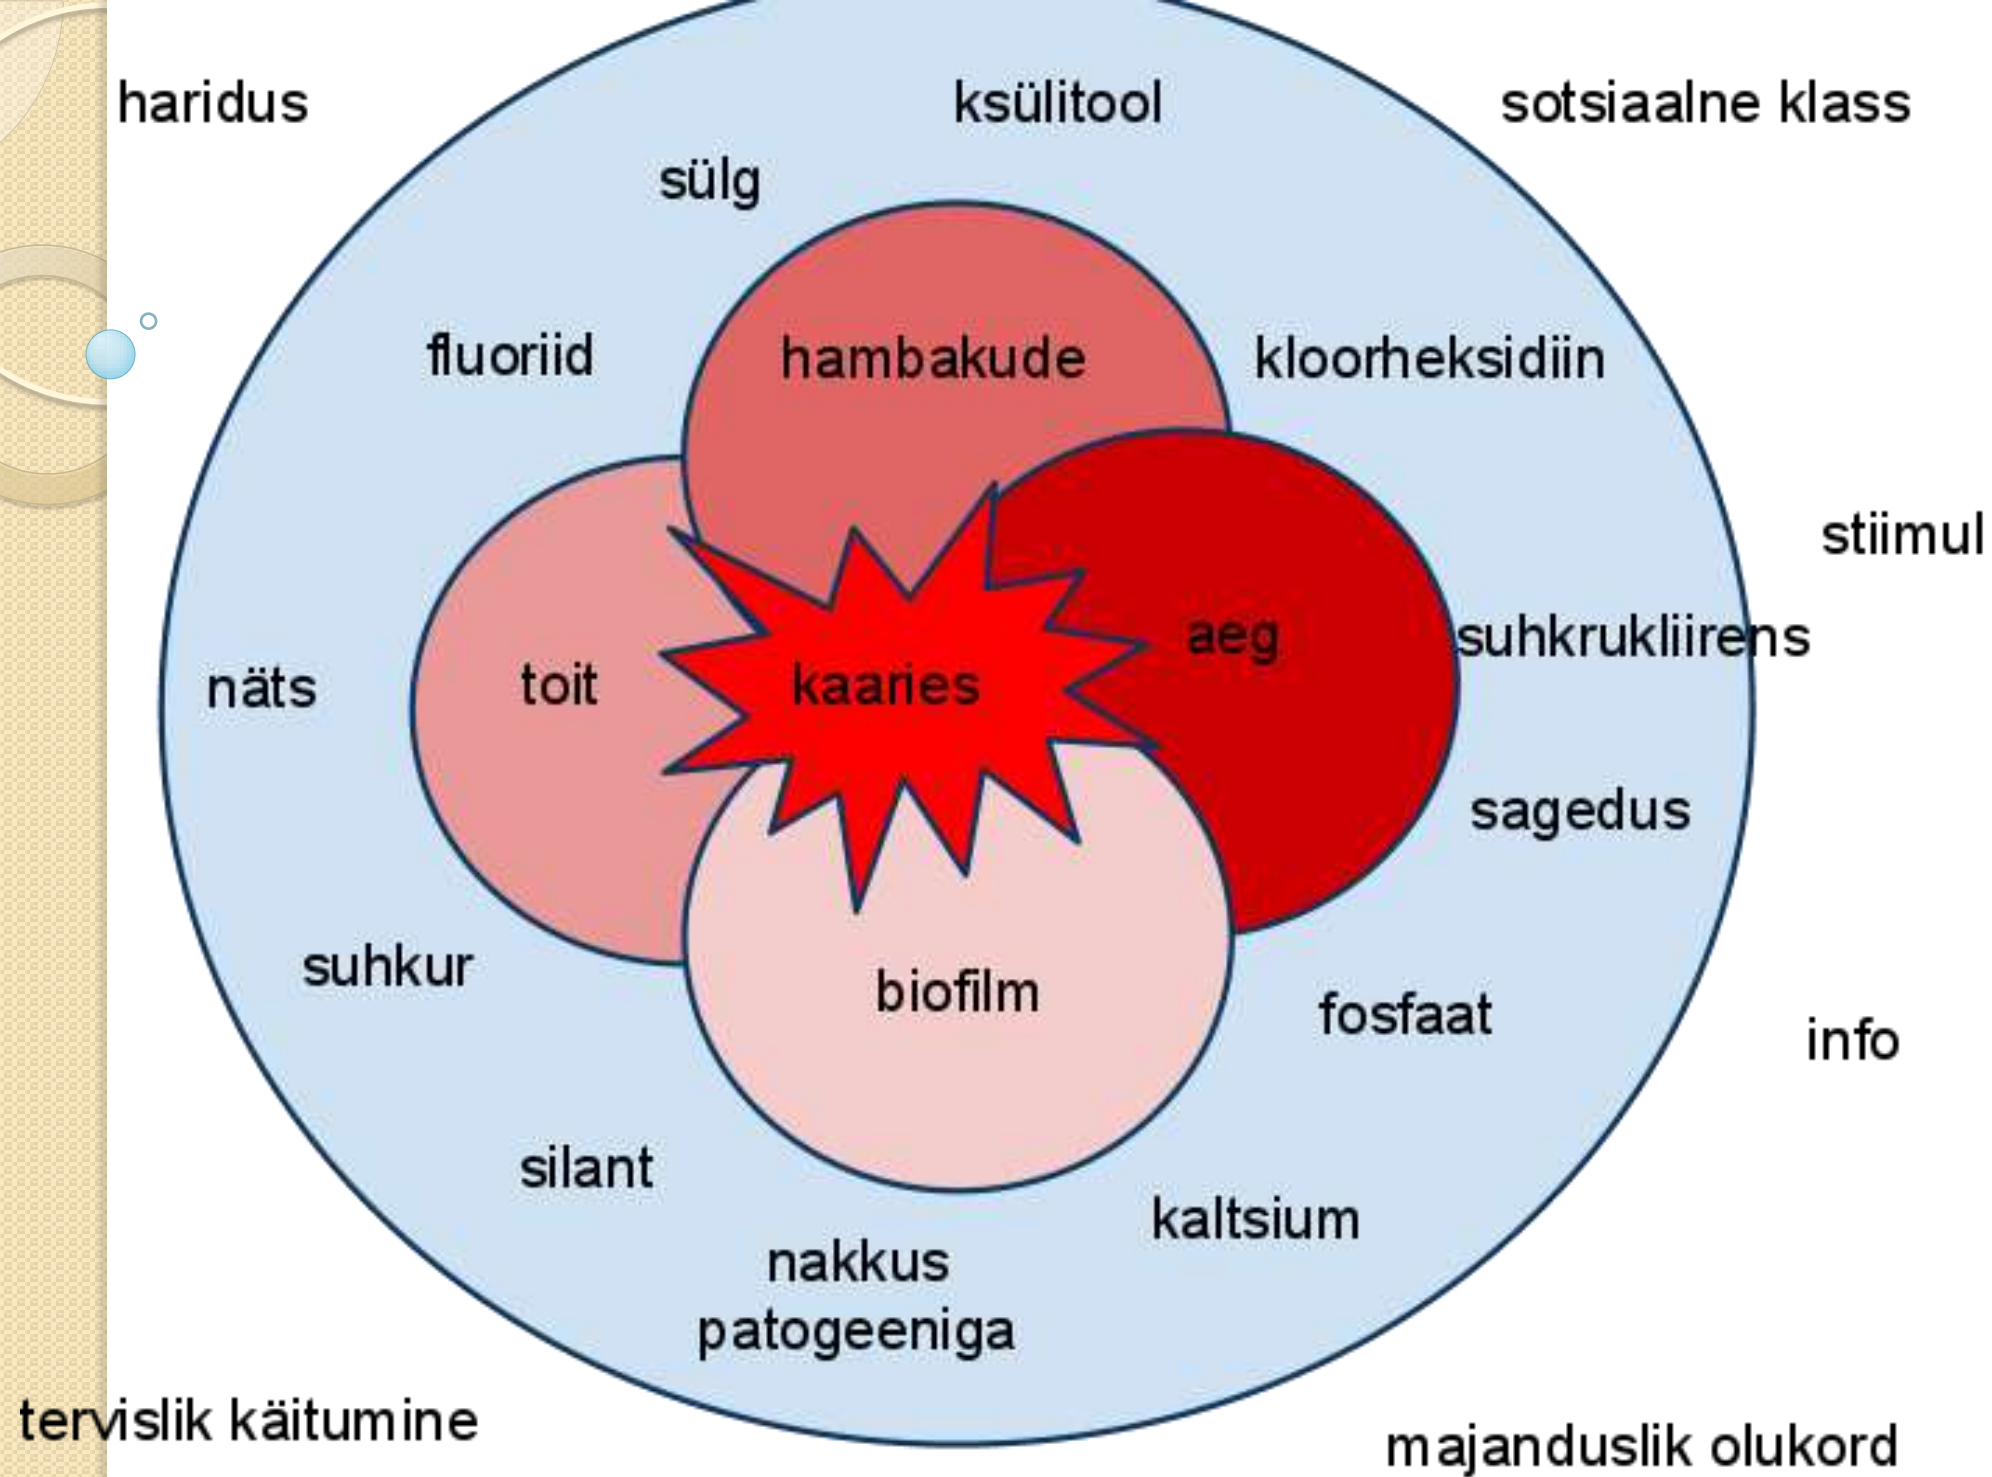 haridus
ksülitool
sotsiaalne klass
sülg
fluoriid
hambakude
kloorheksidiin
stiimul
aeg
suhkrukliirens
näts
toit
kaaries
sagedus
suhkur
biofilm
fosfaat
info
silant
kaltsium
nakkus
patogeeniga
tervislik käitumine
majanduslik olukord